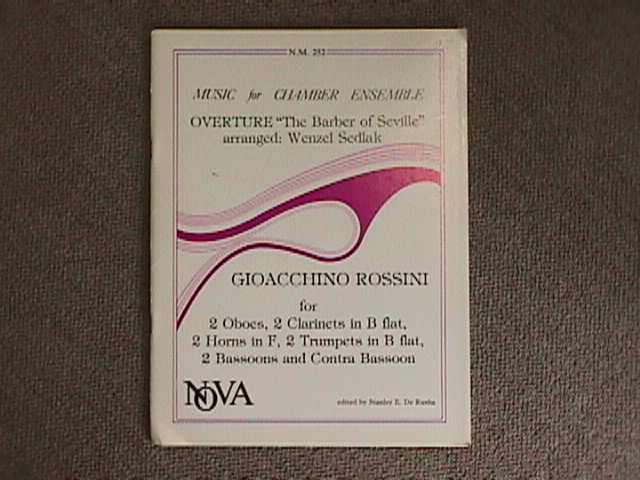 N.M. 252
MUSIC for CHAMBER ENSEMBLE
OVERTURE "The Barber of Seville"
arranged: Wenzel Sedlak
GIOACCHINO ROSSINI
for
2 Oboes, 2 Clarinets in B flat,
2 Horns in F, 2 Trumpets in B flat,
2 Bassoons and Contra Bassoon
NOVA
edited by Stanley E. De Rusha